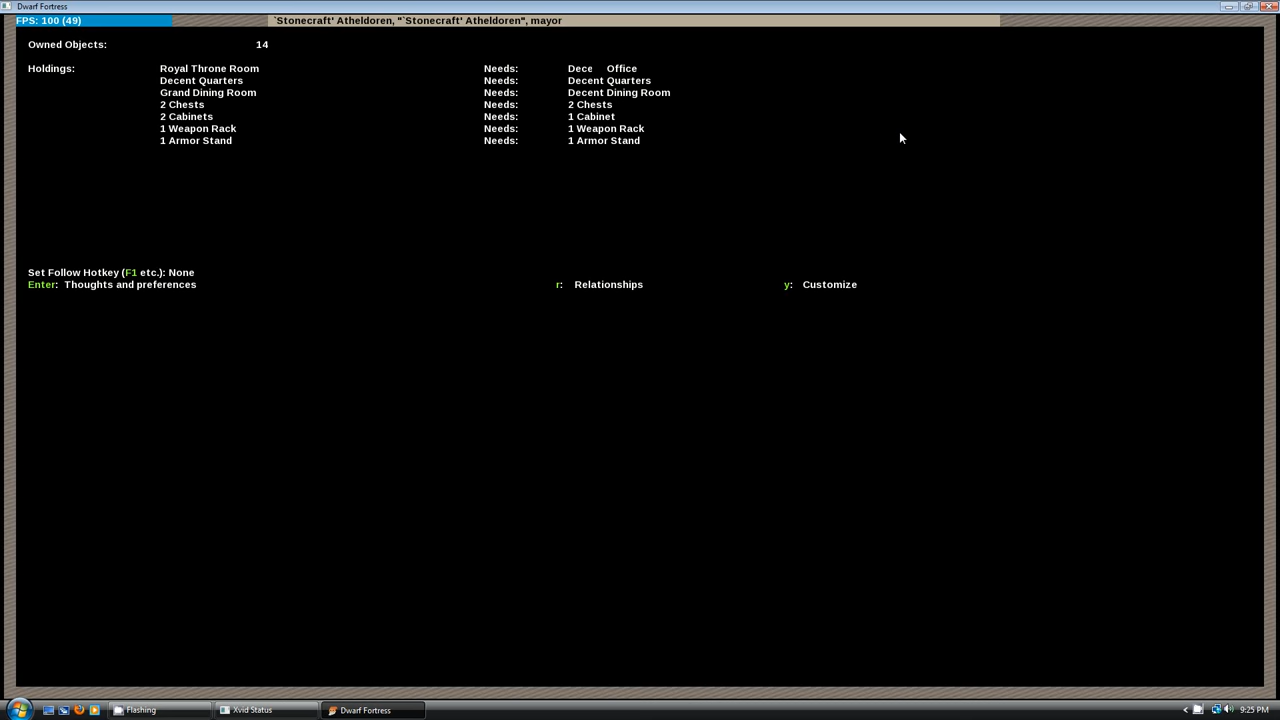 Dwarf Fortress
FPS: 100 (49) `Stonecraft' Atheldoren, "`Stonecraft' Atheldoren", mayor
Owned Objects: 14
Holdings: Royal Throne Room Needs: Dece Office
Decent Quarters Needs: Decent Quarters
Grand Dining Room Needs: Decent Dining Room
2 Chests Needs: 2 Chests
2 Cabinets Needs: 1 Cabinet
1 Weapon Rack Needs: 1 Weapon Rack
1 Armor Stand Needs: 1 Armor Stand
Set Follow Hotkey (F1 etc.): None
Enter: Thoughts and preferences r: Relationships y: Customize
Flashing Xvid Status Dwarf Fortress 9:25 PM